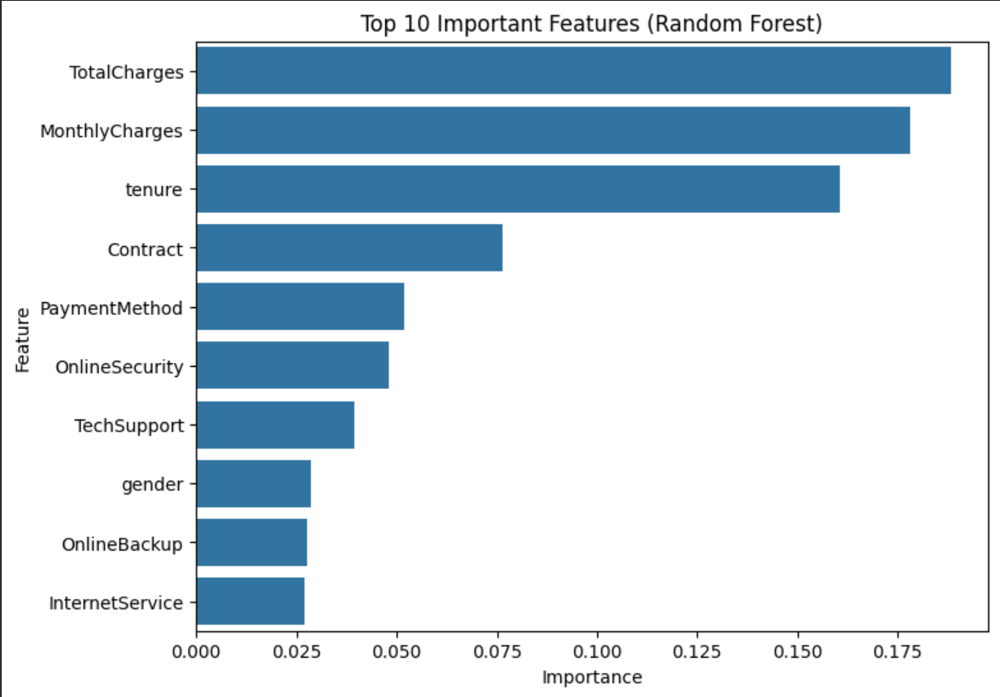 Top 10 Important Features (Random Forest)
TotalCharges
MonthlyCharges
tenure
Contract
PaymentMethod
OnlineSecurity
TechSupport
gender
OnlineBackup
InternetService
Feature
0.000 0.025 0.050 0.075 0.100 0.125 0.150 0.175
Importance